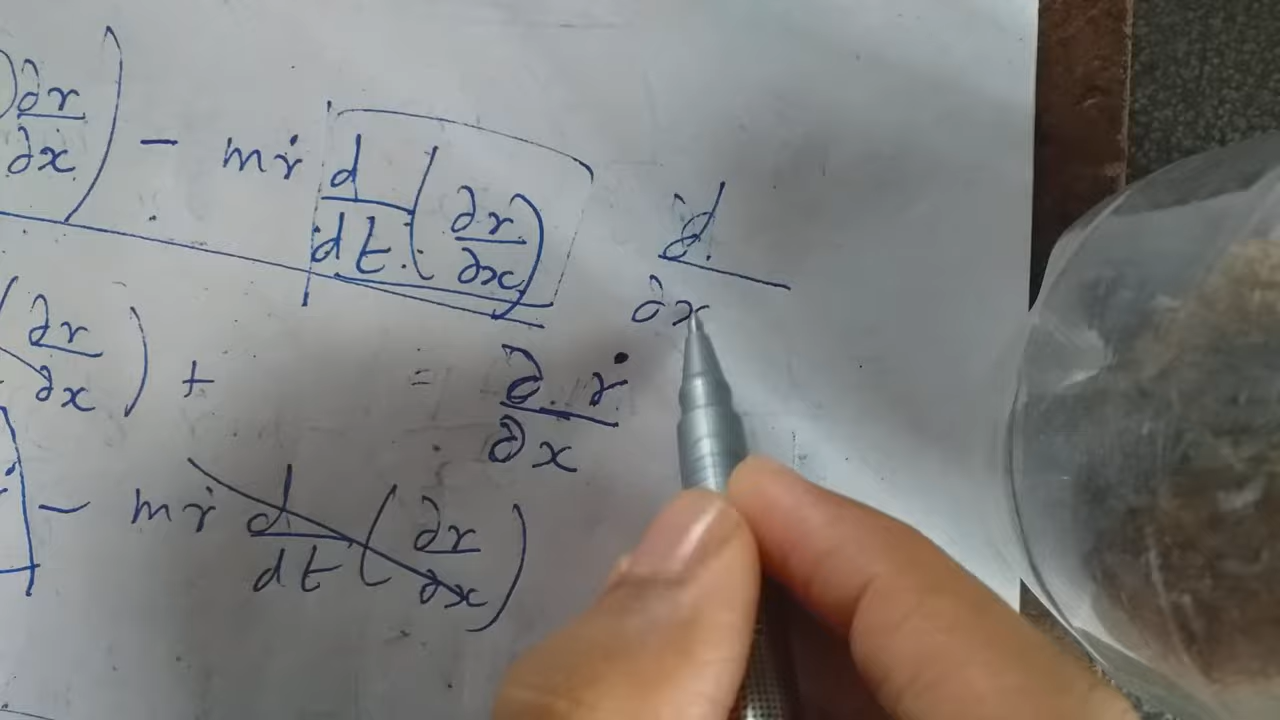 ) ∂r/∂x ) - mṙ d/dt ( ∂r/∂x ) d/∂x
( ∂r/∂x ) + = ∂ṙ/∂x
- mṙ d/dt ( ∂r/∂x )